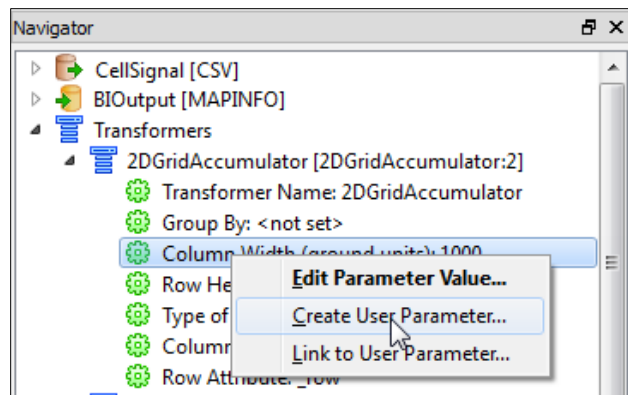 Navigator
CellSignal [CSV]
BIOutput [MAPINFO]
Transformers
2DGridAccumulator [2DGridAccumulator:2]
Transformer Name: 2DGridAccumulator
Group By: <not set>
Column Width (ground units): 1000
Row He
Edit Parameter Value...
Type of
Create User Parameter...
Column
Link to User Parameter...
Row Attribute: _row